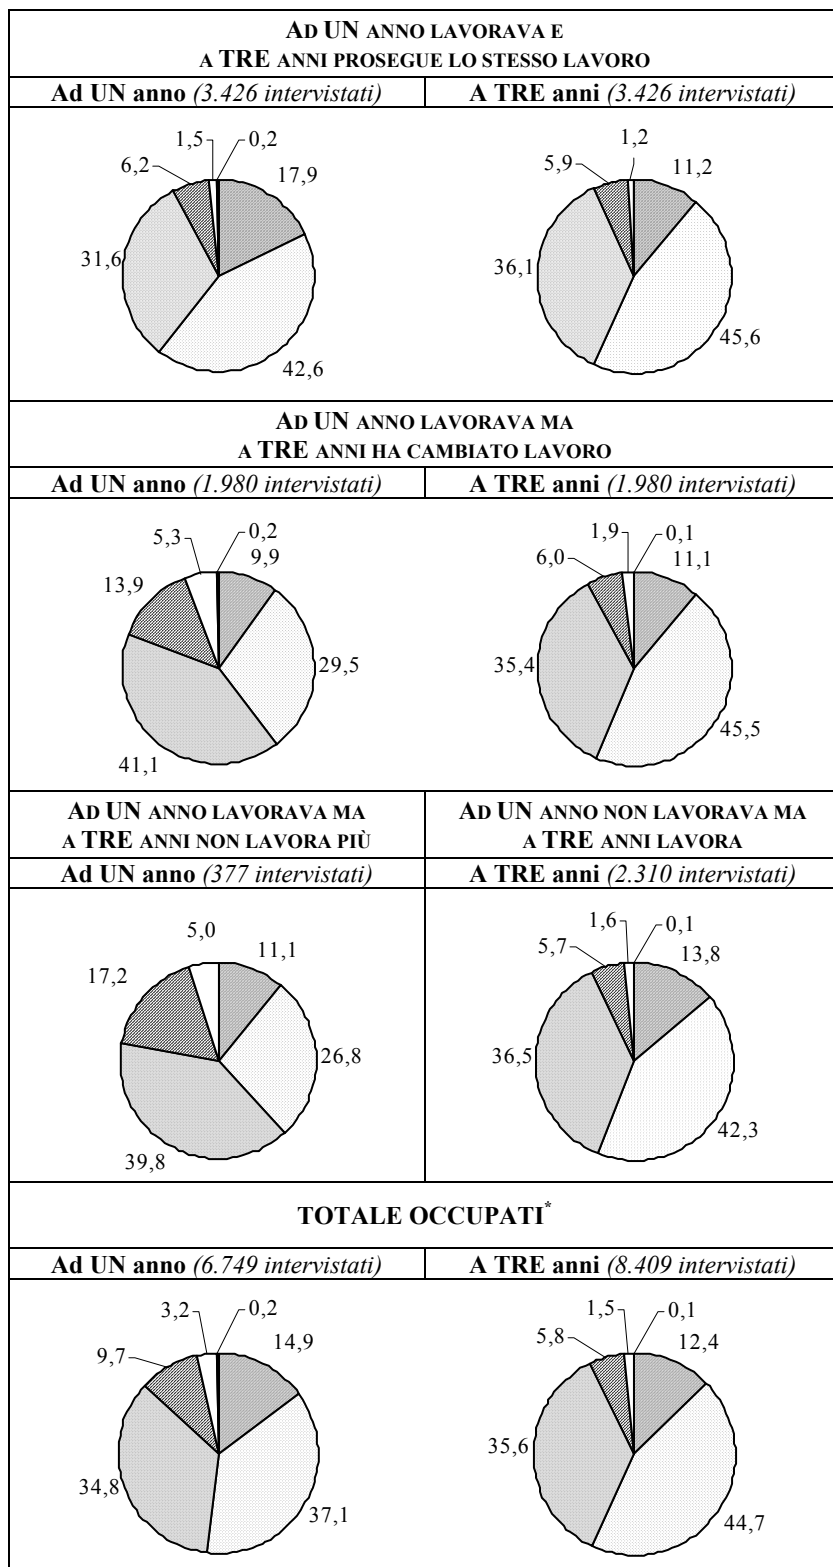 AD UN ANNO LAVORAVA E
A TRE ANNI PROSEGUE LO STESSO LAVORO
Ad UN anno (3.426 intervistati)
A TRE anni (3.426 intervistati)
1,5
0,2
6,2
17,9
31,6
42,6
1,2
5,9
11,2
36,1
45,6
AD UN ANNO LAVORAVA MA
A TRE ANNI HA CAMBIATO LAVORO
Ad UN anno (1.980 intervistati)
A TRE anni (1.980 intervistati)
5,3
0,2
9,9
13,9
29,5
41,1
1,9
0,1
6,0
11,1
35,4
45,5
AD UN ANNO LAVORAVA MA
A TRE ANNI NON LAVORA PIÙ
Ad UN anno (377 intervistati)
AD UN ANNO NON LAVORAVA MA
A TRE ANNI LAVORA
A TRE anni (2.310 intervistati)
5,0
11,1
17,2
26,8
39,8
1,6
0,1
5,7
13,8
36,5
42,3
TOTALE OCCUPATI*
Ad UN anno (6.749 intervistati)
A TRE anni (8.409 intervistati)
3,2
0,2
9,7
14,9
34,8
37,1
1,5
0,1
5,8
12,4
35,6
44,7